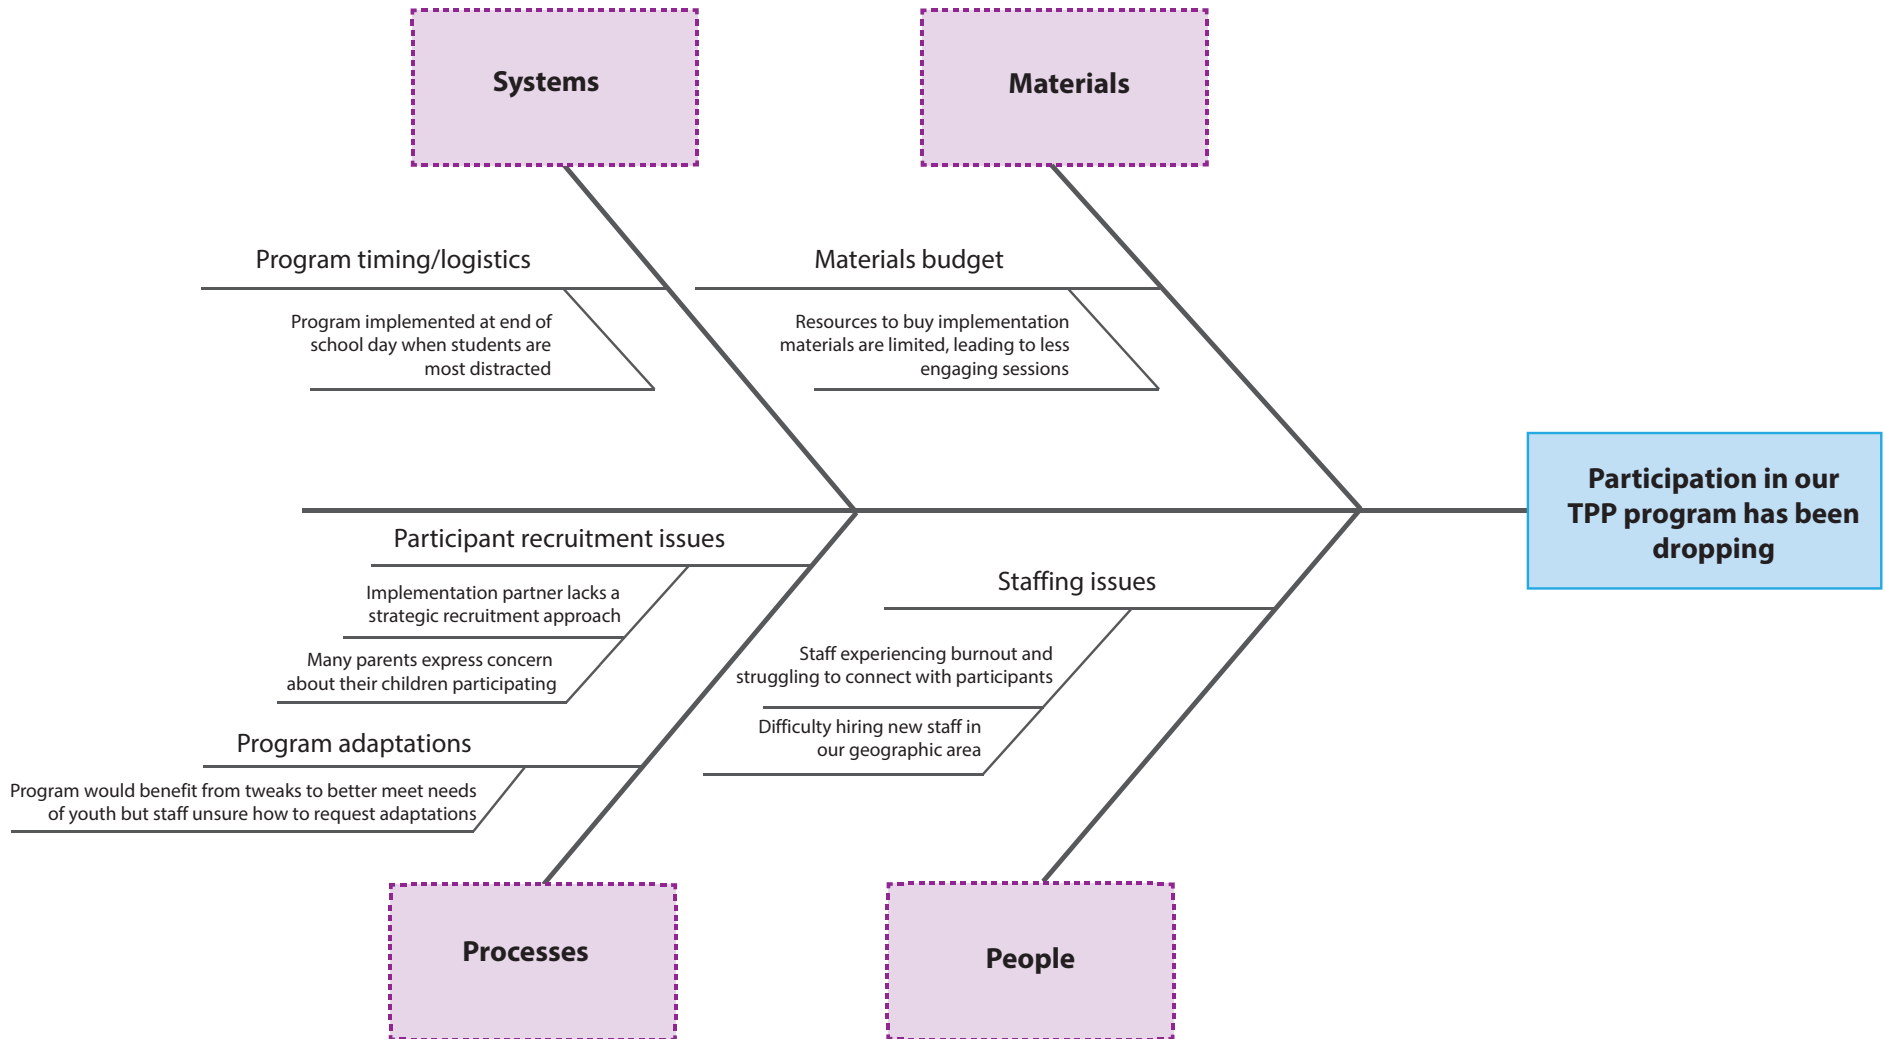 Systems
Materials
Program timing/logistics
Program implemented at end of
school day when students are
most distracted
Materials budget
Resources to buy implementation
materials are limited, leading to less
engaging sessions
Participation in our
TPP program has been
dropping
Participant recruitment issues
Implementation partner lacks a
strategic recruitment approach
Many parents express concern
about their children participating
Program adaptations
Program would benefit from tweaks to better meet needs
of youth but staff unsure how to request adaptations
Staffing issues
Staff experiencing burnout and
struggling to connect with participants
Difficulty hiring new staff in
our geographic area
Processes
People